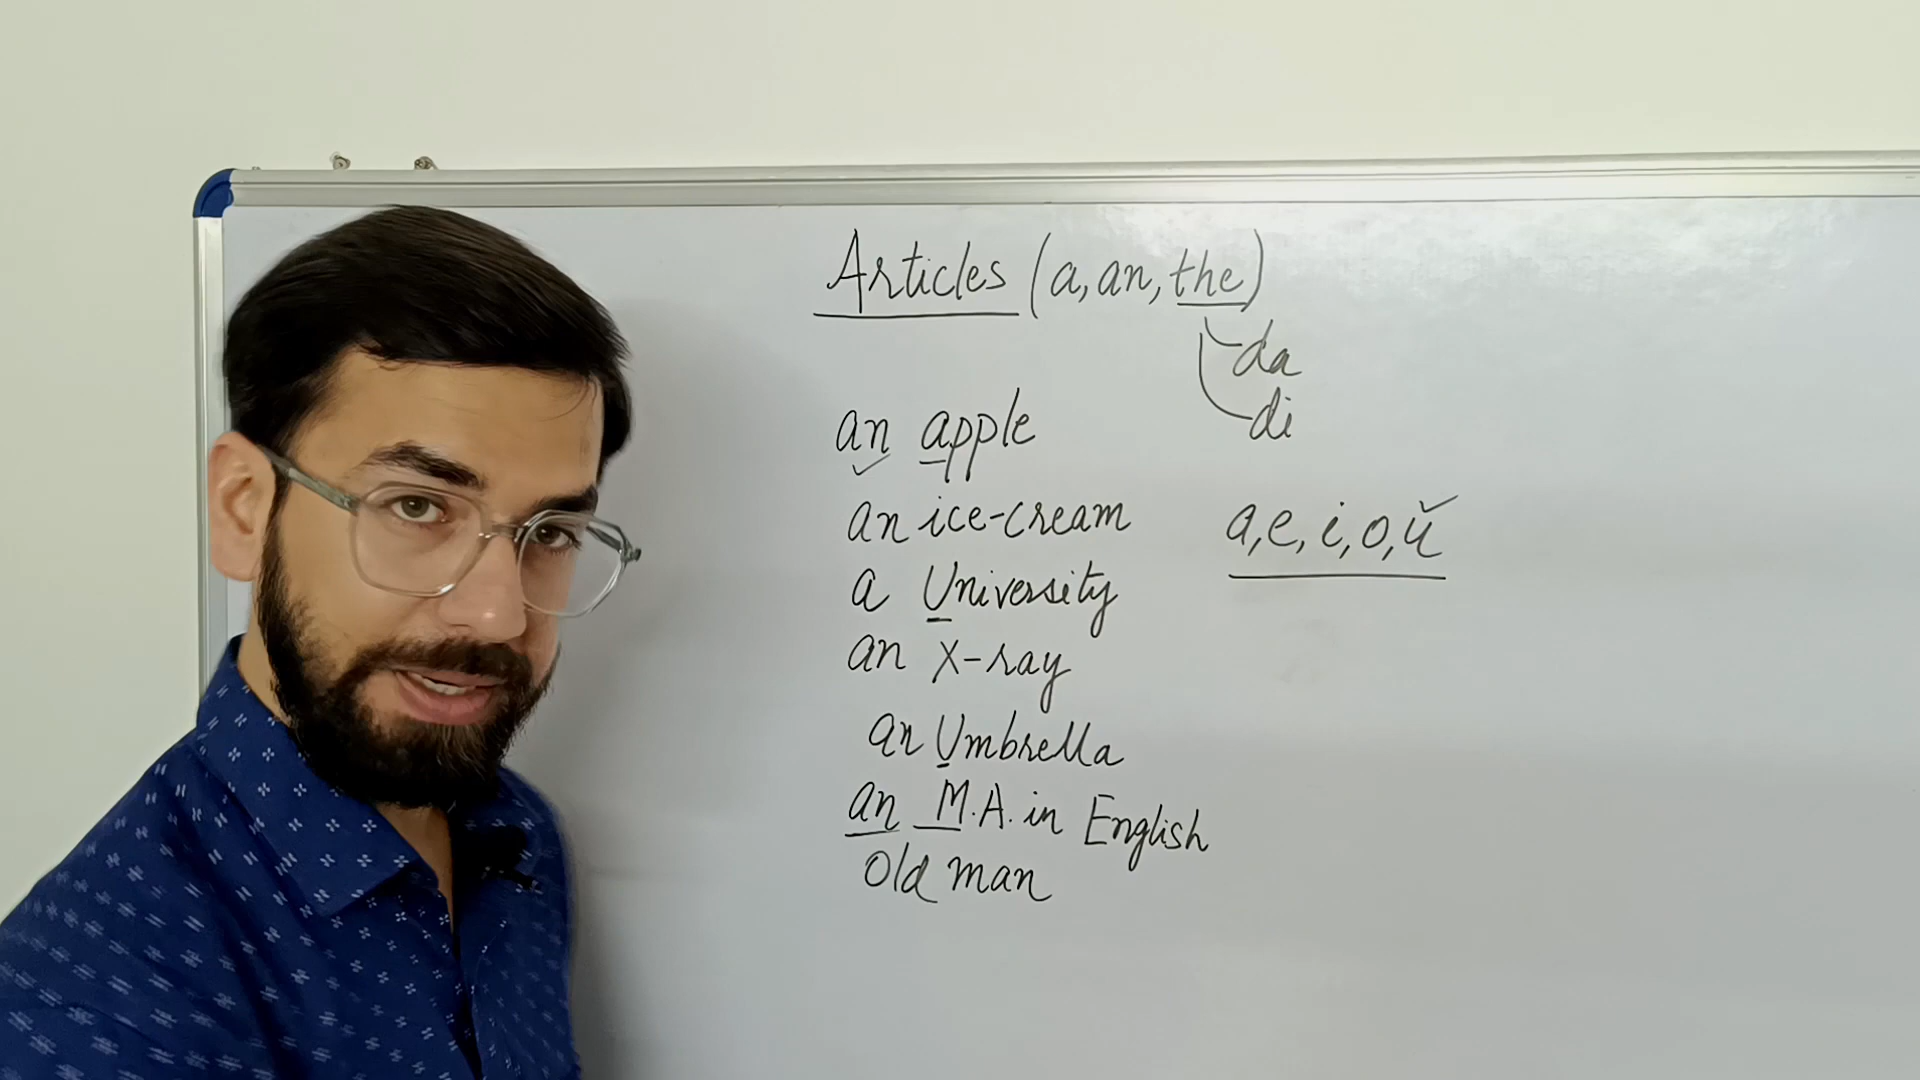 Articles (a, an, the)
da
di
an apple
an ice-cream
a, e, i, o, u
a University
an X-ray
an Umbrella
an M.A. in English
Old man